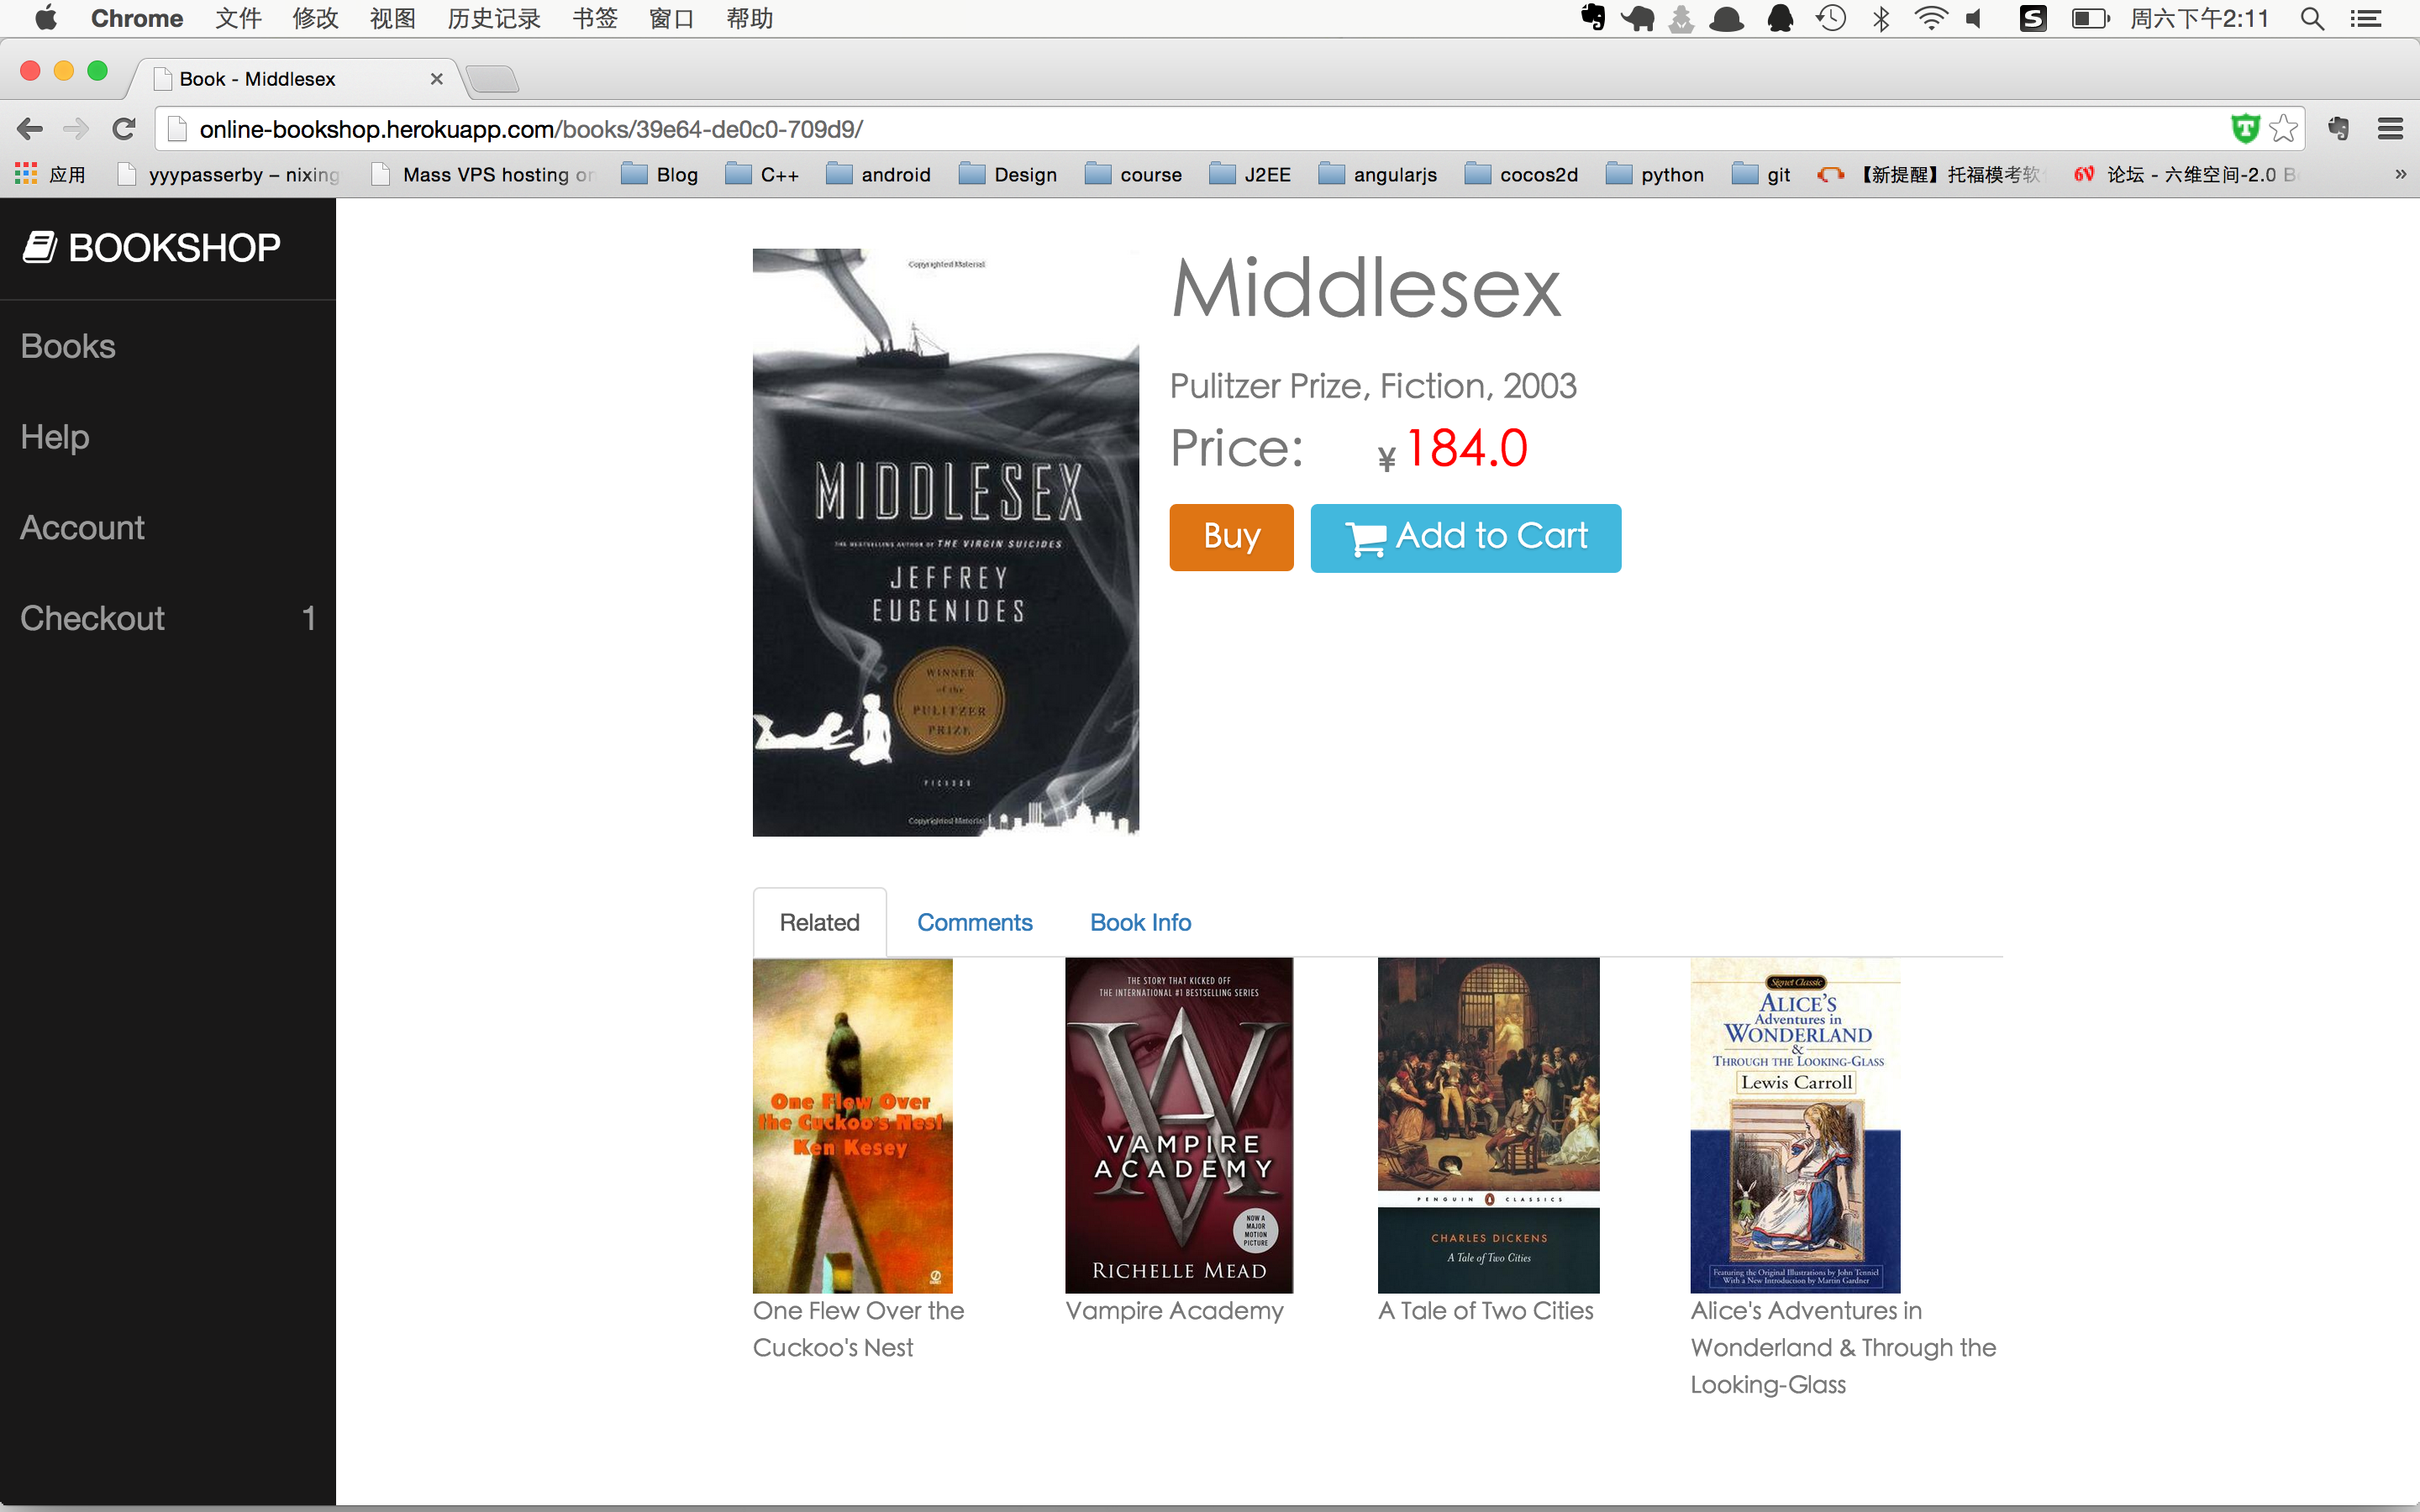 Chrome 文件 修改 视图 历史记录 书签 窗口 帮助 周六下午2:11
Book - Middlesex
online-bookshop.herokuapp.com/books/39e64-de0c0-709d9/
应用 yyypasserby – nixing Mass VPS hosting on Blog C++ android Design course J2EE angularjs cocos2d python git 【新提醒】托福模考软 论坛 - 六维空间-2.0 B »
BOOKSHOP
Books
Help
Account
Checkout 1
Copyrighted Material
MIDDLESEX
THE BESTSELLING AUTHOR OF THE VIRGIN SUICIDES
JEFFREY
EUGENIDES
WINNER
of the
PULITZER
PRIZE
PICADOR
Copyrighted Material
Middlesex
Pulitzer Prize, Fiction, 2003
Price: ¥ 184.0
Buy Add to Cart
Related Comments Book Info
One Flew Over
the Cuckoo's Nest
Ken Kesey
One Flew Over the
Cuckoo's Nest
THE STORY THAT KICKED OFF
THE INTERNATIONAL #1 BESTSELLING SERIES
VA
VAMPIRE
ACADEMY
NOW A
MAJOR
MOTION
PICTURE
RICHELLE MEAD
Vampire Academy
PENGUIN CLASSICS
CHARLES DICKENS
A Tale of Two Cities
A Tale of Two Cities
Signet Classic
ALICE'S
Adventures in
WONDERLAND
&
THROUGH THE LOOKING-GLASS
Lewis Carroll
Featuring the Original Illustrations by John Tenniel
With a New Introduction by Martin Gardner
Alice's Adventures in
Wonderland & Through the
Looking-Glass